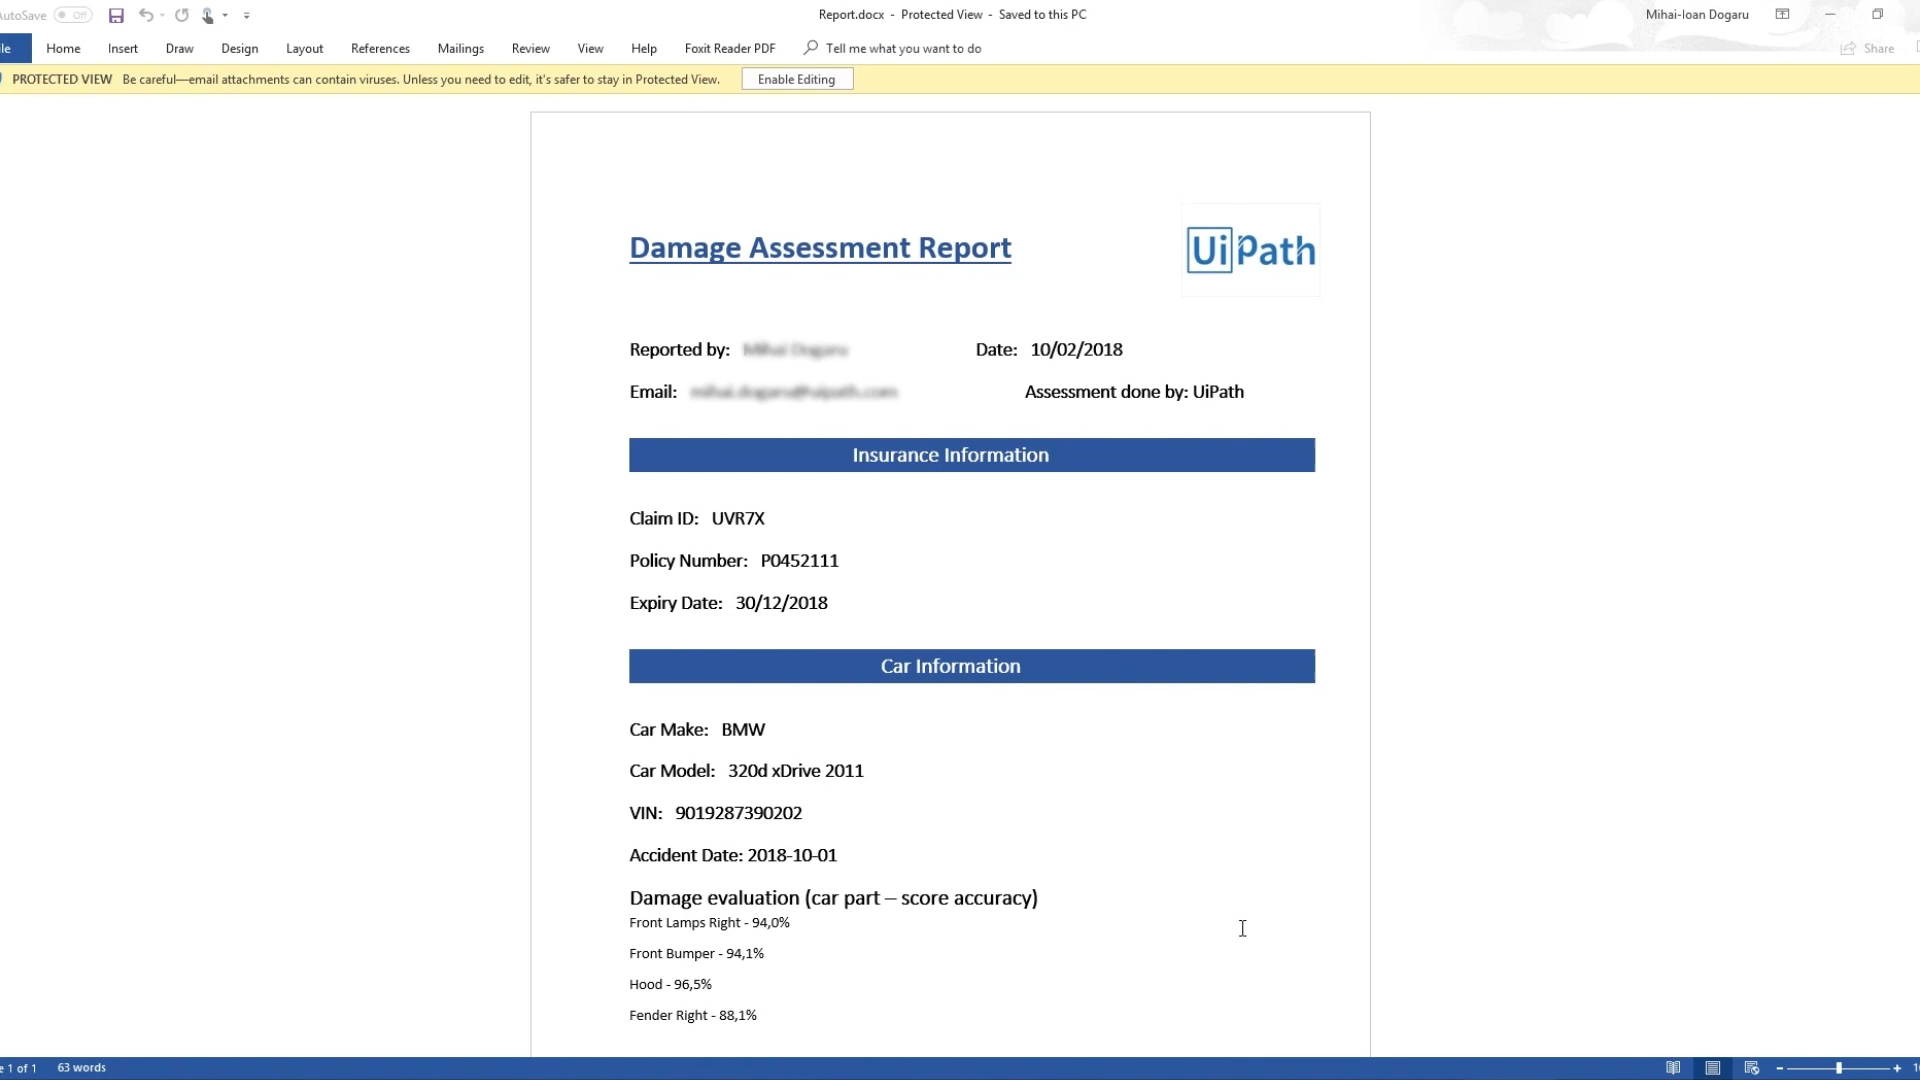 AutoSave Off Report.docx - Protected View - Saved to this PC Mihai-Ioan Dogaru
Home Insert Draw Design Layout References Mailings Review View Help Foxit Reader PDF Tell me what you want to do Share
PROTECTED VIEW Be careful—email attachments can contain viruses. Unless you need to edit, it's safer to stay in Protected View. Enable Editing
Damage Assessment Report
UiPath
Reported by: Date: 10/02/2018
Email: Assessment done by: UiPath
Insurance Information
Claim ID: UVR7X
Policy Number: P0452111
Expiry Date: 30/12/2018
Car Information
Car Make: BMW
Car Model: 320d xDrive 2011
VIN: 9019287390202
Accident Date: 2018-10-01
Damage evaluation (car part – score accuracy)
Front Lamps Right - 94,0%
Front Bumper - 94,1%
Hood - 96,5%
Fender Right - 88,1%
1 of 1 63 words